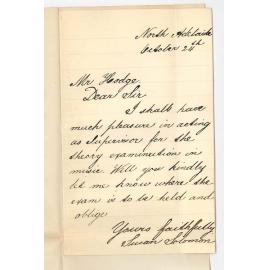 North Adelaide
October 24th
Mr Hodge
Dear Sir
I shall have
much pleasure in acting
as Supervisor for the
theory examination in
music. Will you kindly
let me know where the
exam is to be held and
oblige
Yours faithfully
Susan Solomon